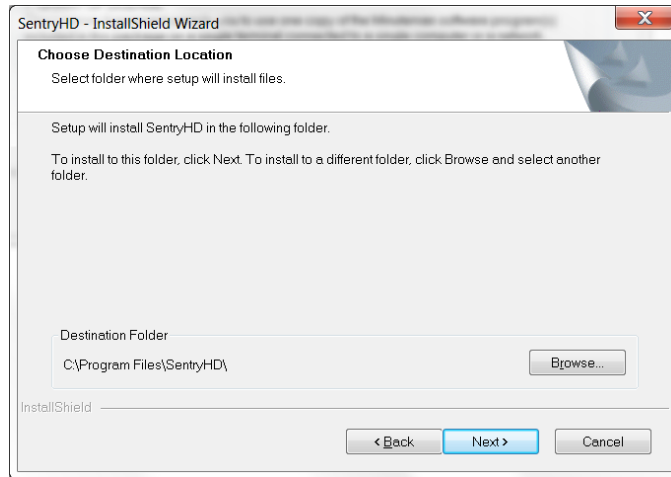 SentryHD - InstallShield Wizard
Choose Destination Location
Select folder where setup will install files.
Setup will install SentryHD in the following folder.
To install to this folder, click Next. To install to a different folder, click Browse and select another
folder.
Destination Folder
C:\Program Files\SentryHD\
Browse...
InstallShield
< Back
Next >
Cancel